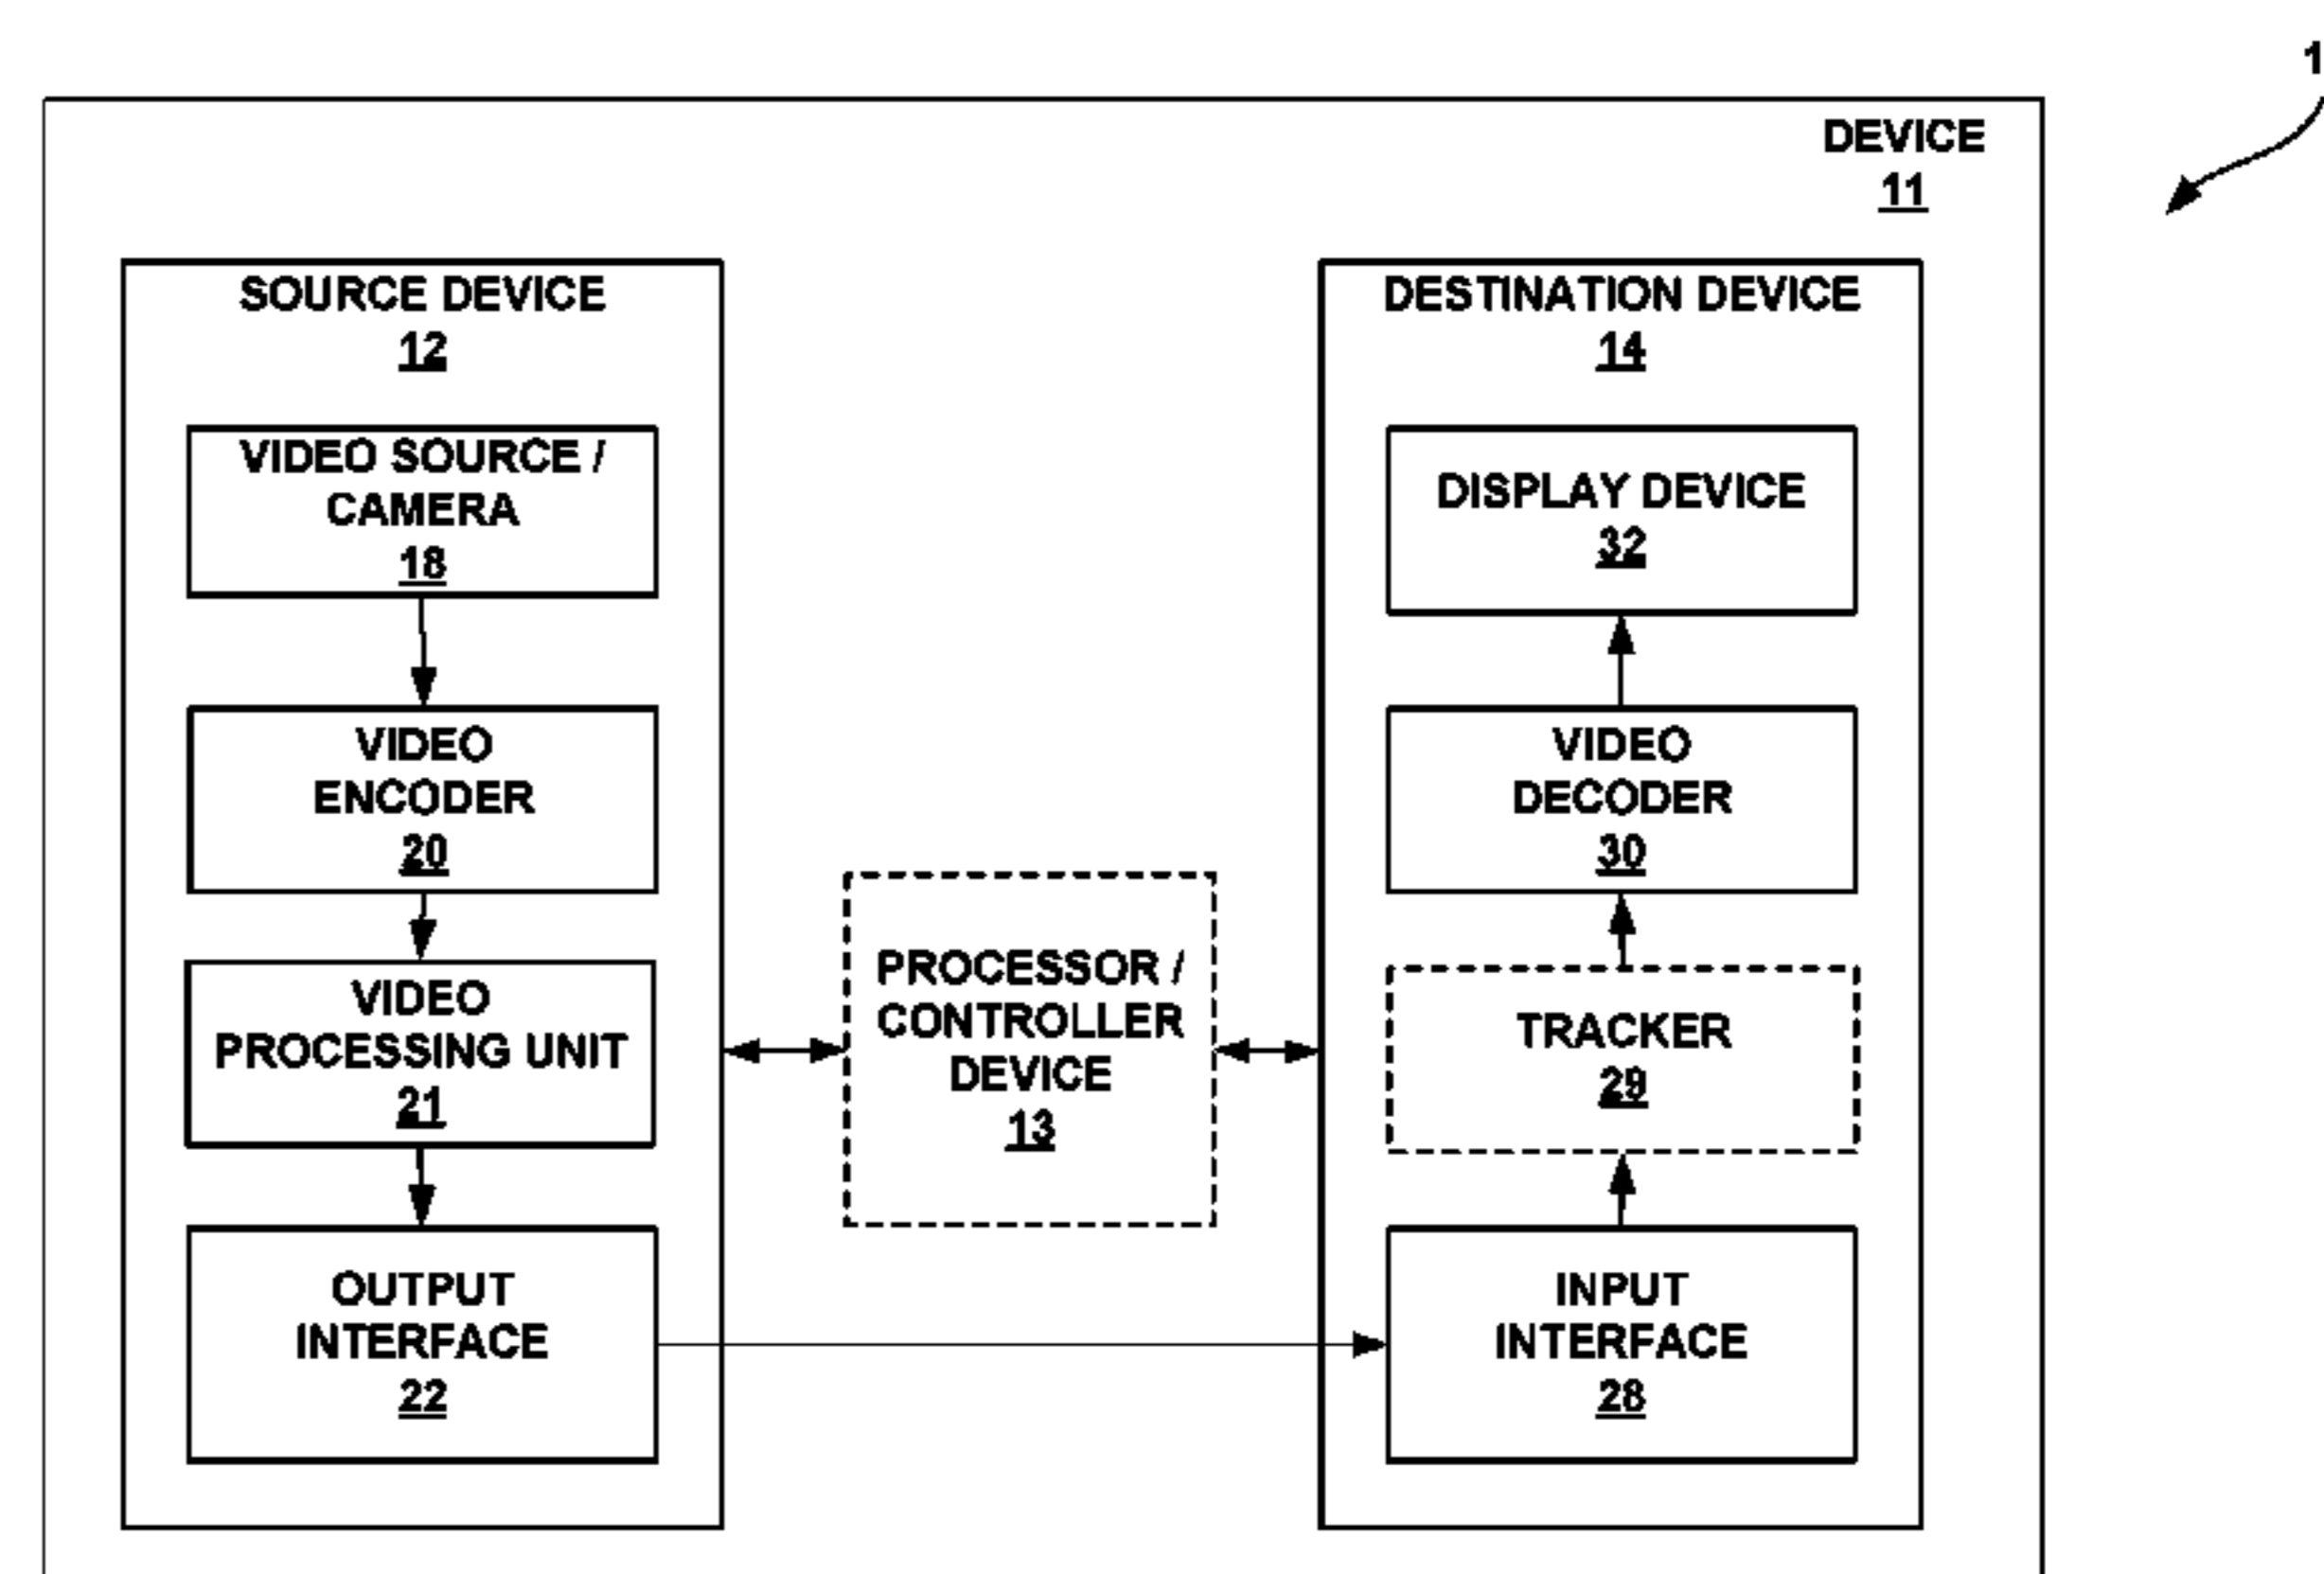 1
DEVICE
11
SOURCE DEVICE
12
VIDEO SOURCE /
CAMERA
18
VIDEO
ENCODER
20
VIDEO
PROCESSING UNIT
21
OUTPUT
INTERFACE
22
PROCESSOR /
CONTROLLER
DEVICE
13
DESTINATION DEVICE
14
DISPLAY DEVICE
32
VIDEO
DECODER
30
TRACKER
29
INPUT
INTERFACE
28